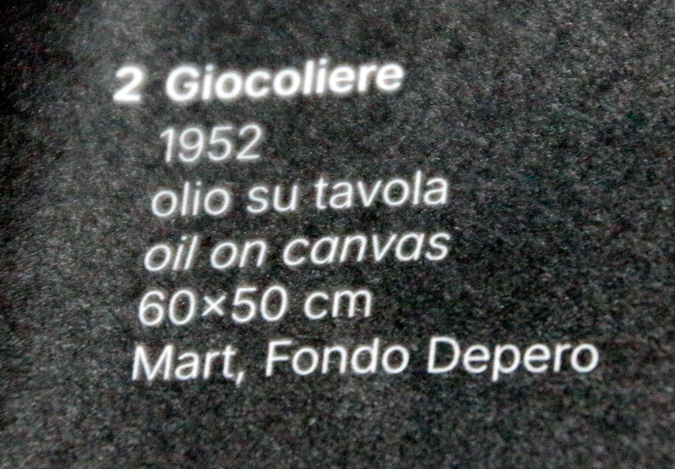 2 Giocoliere
1952
olio su tavola
oil on canvas
60×50 cm
Mart, Fondo Depero